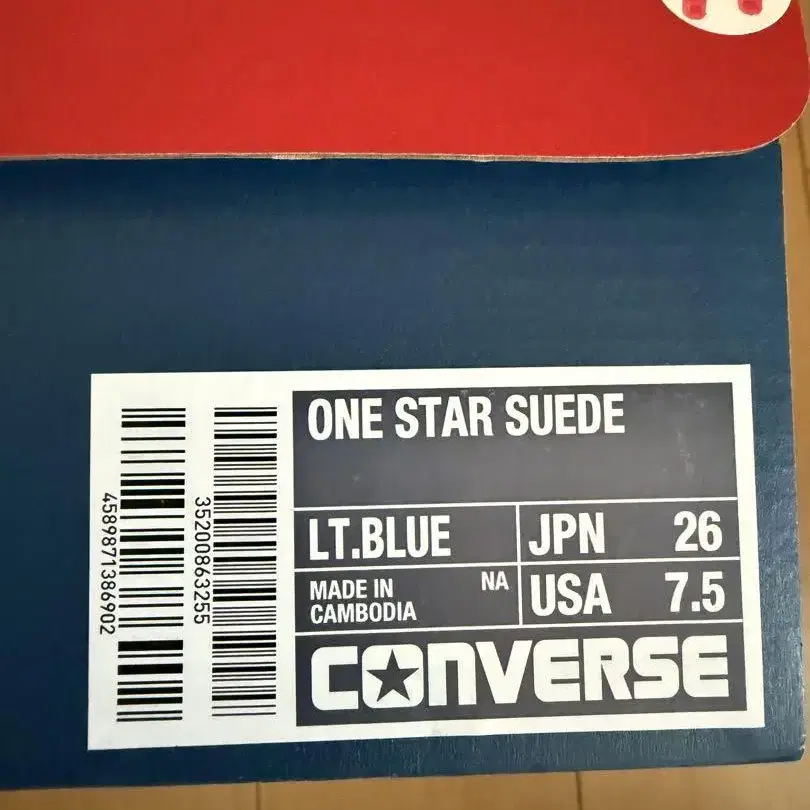 ONE STAR SUEDE
LT.BLUE
JPN 26
MADE IN
CAMBODIA
NA
USA 7.5
CONVERSE
35200863255
4589871386902